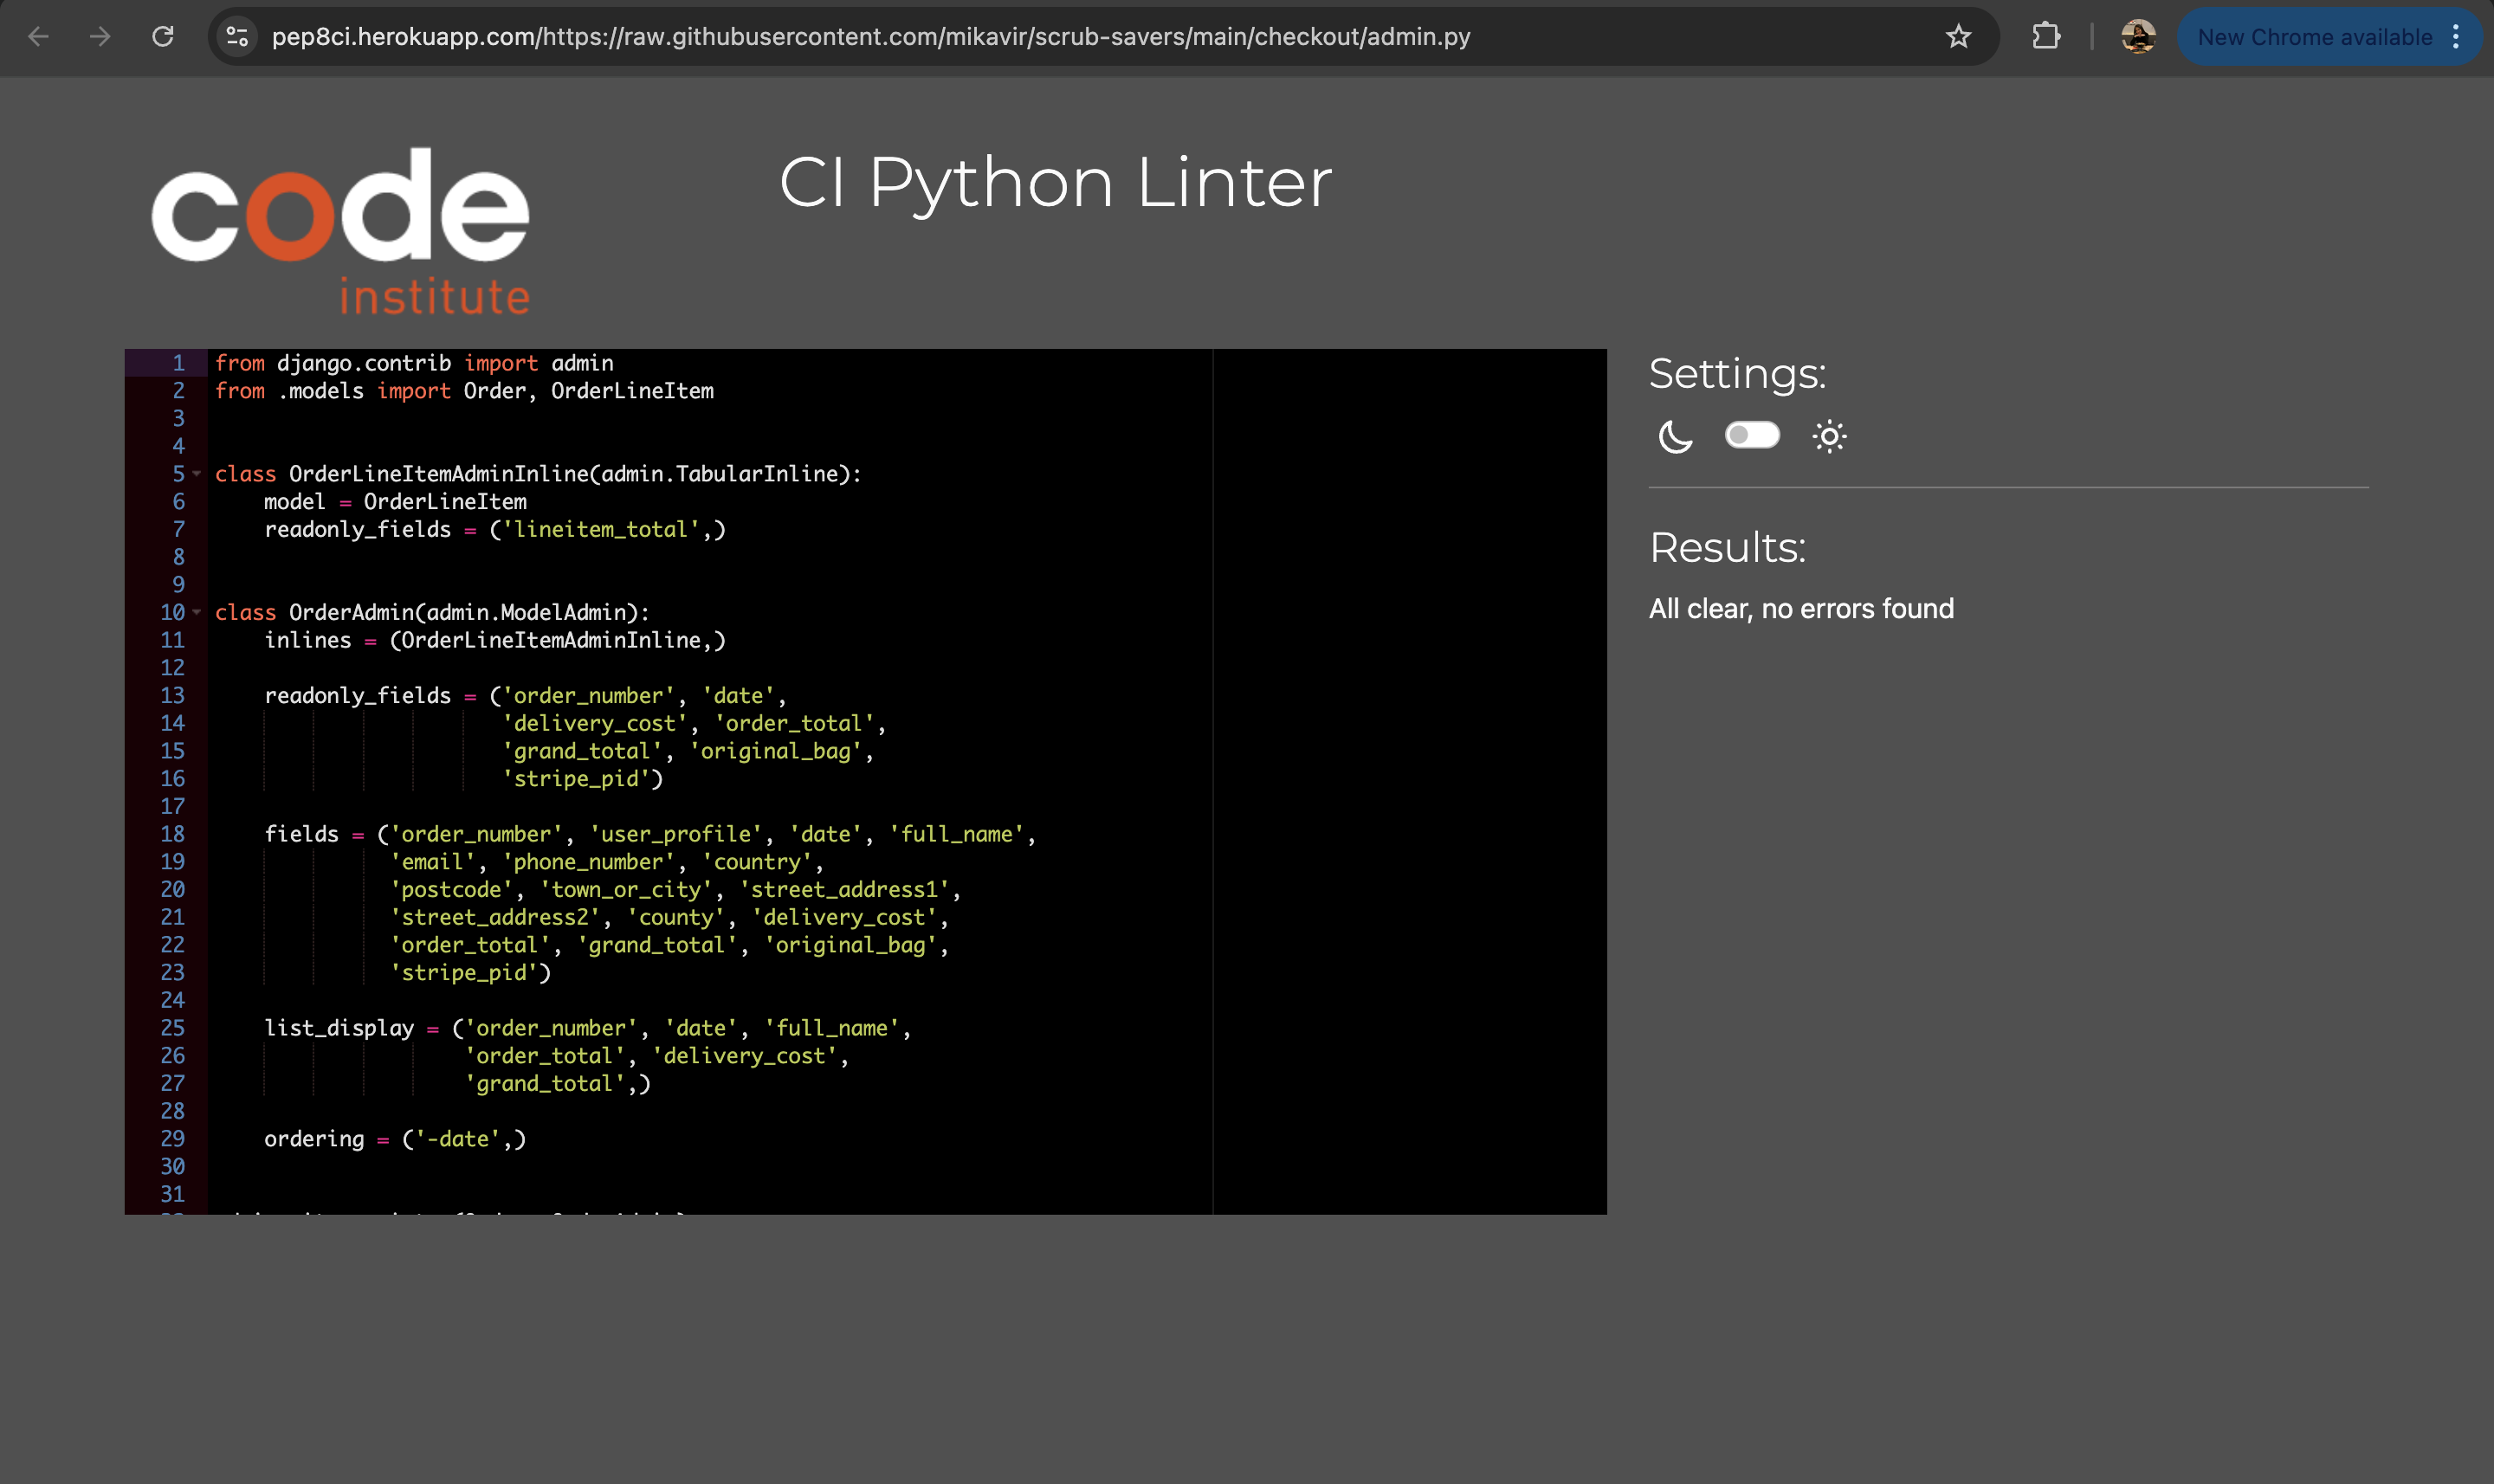 pep8ci.herokuapp.com/https://raw.githubusercontent.com/mikavir/scrub-savers/main/checkout/admin.py
New Chrome available
code
institute
CI Python Linter
1 from django.contrib import admin
2 from .models import Order, OrderLineItem
3
4
5 class OrderLineItemAdminInline(admin.TabularInline):
6     model = OrderLineItem
7     readonly_fields = ('lineitem_total',)
8
9
10 class OrderAdmin(admin.ModelAdmin):
11     inlines = (OrderLineItemAdminInline,)
12
13     readonly_fields = ('order_number', 'date',
14                        'delivery_cost', 'order_total',
15                        'grand_total', 'original_bag',
16                        'stripe_pid')
17
18     fields = ('order_number', 'user_profile', 'date', 'full_name',
19               'email', 'phone_number', 'country',
20               'postcode', 'town_or_city', 'street_address1',
21               'street_address2', 'county', 'delivery_cost',
22               'order_total', 'grand_total', 'original_bag',
23               'stripe_pid')
24
25     list_display = ('order_number', 'date', 'full_name',
26                     'order_total', 'delivery_cost',
27                     'grand_total',)
28
29     ordering = ('-date',)
30
31
Settings:
Results:
All clear, no errors found